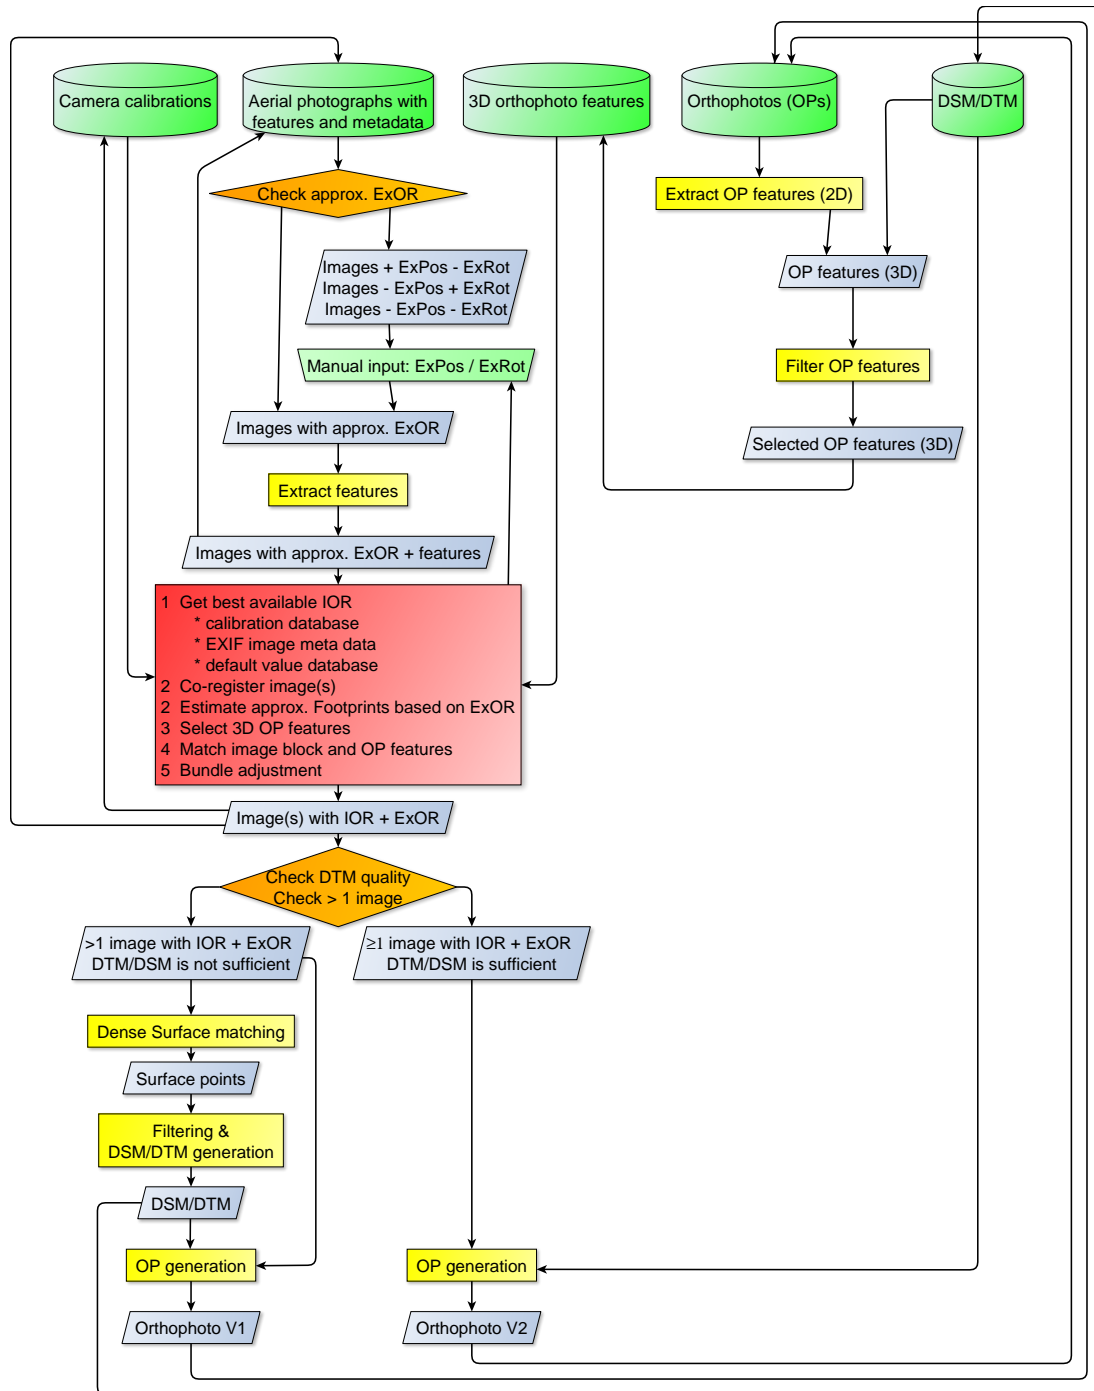 Camera calibrations
Aerial photographs with
features and metadata
3D orthophoto features
Orthophotos (OPs)
DSM/DTM
Check approx. ExOR
Extract OP features (2D)
Images + ExPos - ExRot
Images - ExPos + ExRot
Images - ExPos - ExRot
OP features (3D)
Manual input: ExPos / ExRot
Filter OP features
Images with approx. ExOR
Selected OP features (3D)
Extract features
Images with approx. ExOR + features
1 Get best available IOR
* calibration database
* EXIF image meta data
* default value database
2 Co-register image(s)
2 Estimate approx. Footprints based on ExOR
3 Select 3D OP features
4 Match image block and OP features
5 Bundle adjustment
Image(s) with IOR + ExOR
Check DTM quality
Check > 1 image
>1 image with IOR + ExOR
DTM/DSM is not sufficient
≥1 image with IOR + ExOR
DTM/DSM is sufficient
Dense Surface matching
Surface points
Filtering &
DSM/DTM generation
DSM/DTM
OP generation
OP generation
Orthophoto V1
Orthophoto V2